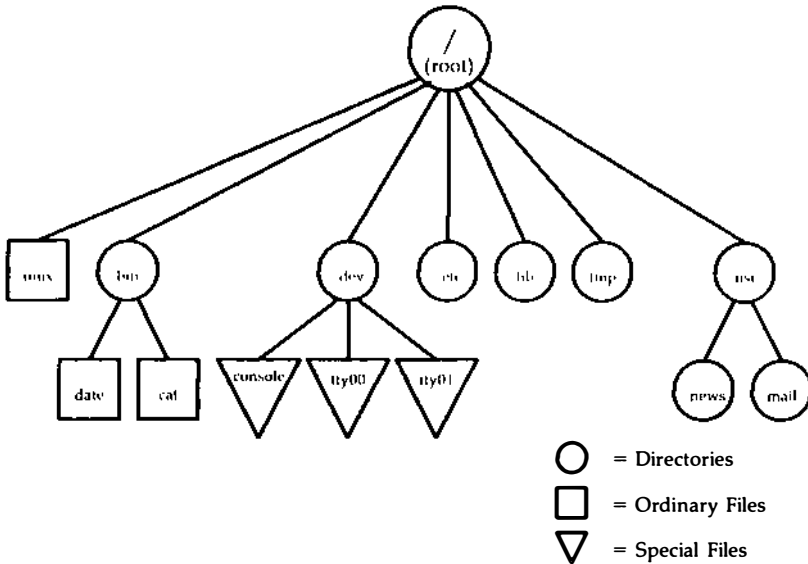 /
(root)
unix bin dev etc lib tmp usr
date cat console tty00 tty01 news mail
= Directories
= Ordinary Files
= Special Files